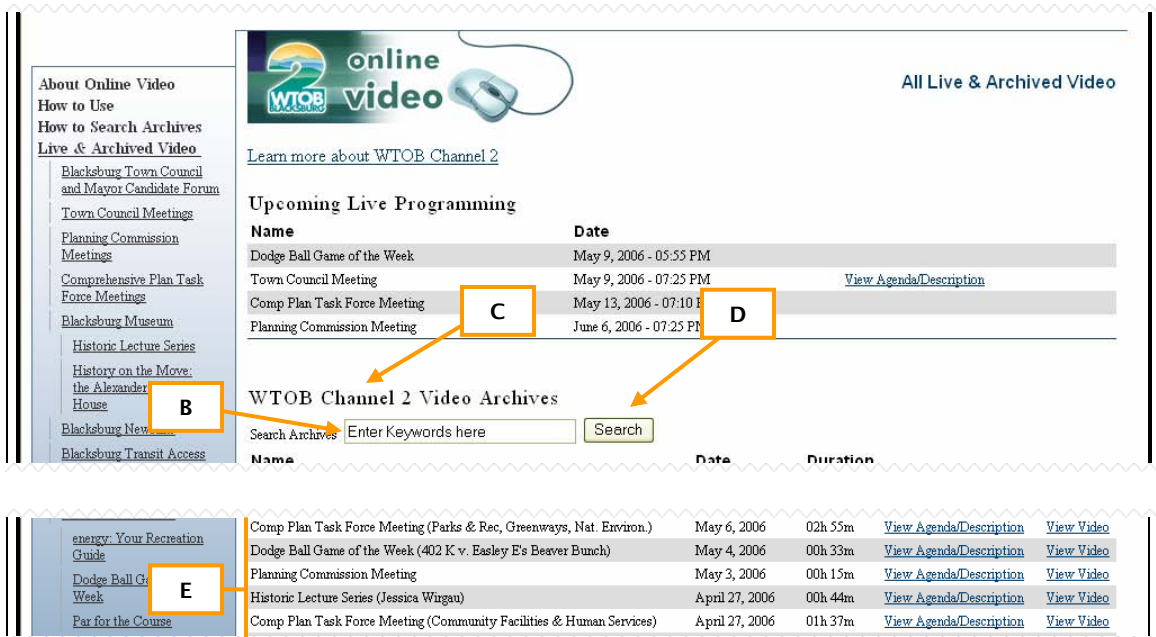 WTOB
BLACKSBURG
online
video
All Live & Archived Video
About Online Video
How to Use
How to Search Archives
Live & Archived Video
Blacksburg Town Council
and Mayor Candidate Forum
Town Council Meetings
Planning Commission
Meetings
Comprehensive Plan Task
Force Meetings
Blacksburg Museum
Historic Lecture Series
History on the Move:
the Alexander
House
Blacksburg
Blacksburg Transit Access
Learn more about WTOB Channel 2
Upcoming Live Programming
Name Date
Dodge Ball Game of the Week May 9, 2006 - 05:55 PM
Town Council Meeting May 9, 2006 - 07:25 PM View Agenda/Description
Comp Plan Task Force Meeting May 13, 2006 - 07:10
Planning Commission Meeting June 6, 2006 - 07:25 PM
C
D
B
WTOB Channel 2 Video Archives
Search Archives Enter Keywords here Search
Name Date Duration
energy: Your Recreation
Guide
Dodge Ball
Week
Par for the Course
E
Comp Plan Task Force Meeting (Parks & Rec, Greenways, Nat. Environ.) May 6, 2006 02h 55m View Agenda/Description View Video
Dodge Ball Game of the Week (402 K v. Easley E's Beaver Bunch) May 4, 2006 00h 33m View Agenda/Description View Video
Planning Commission Meeting May 3, 2006 00h 15m View Agenda/Description View Video
Historic Lecture Series (Jessica Wirgau) April 27, 2006 00h 44m View Agenda/Description View Video
Comp Plan Task Force Meeting (Community Facilities & Human Services) April 27, 2006 01h 37m View Agenda/Description View Video